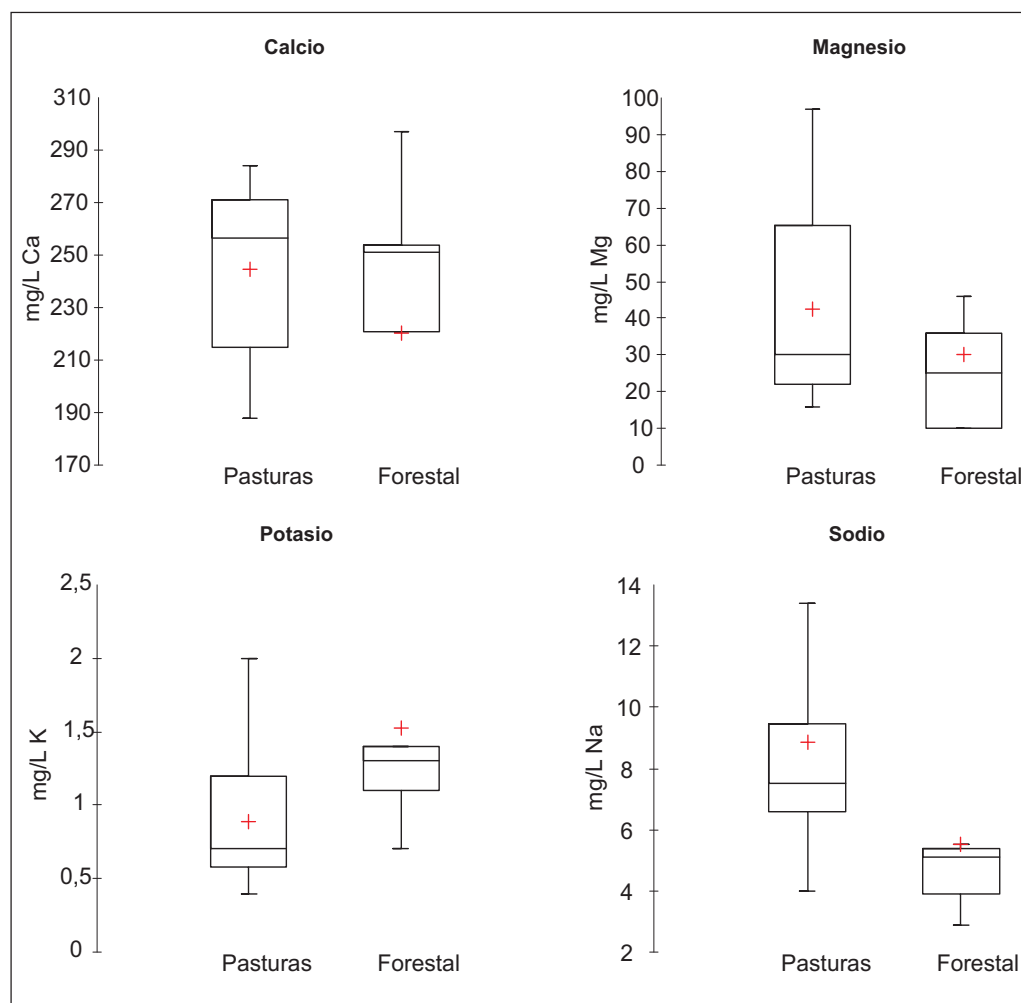 Calcio
mg/L Ca
310
290
270
250
230
210
190
170
Pasturas Forestal
Magnesio
mg/L Mg
100
90
80
70
60
50
40
30
20
10
0
Pasturas Forestal
Potasio
mg/L K
2,5
2
1,5
1
0,5
0
Pasturas Forestal
Sodio
mg/L Na
14
12
10
8
6
4
2
Pasturas Forestal